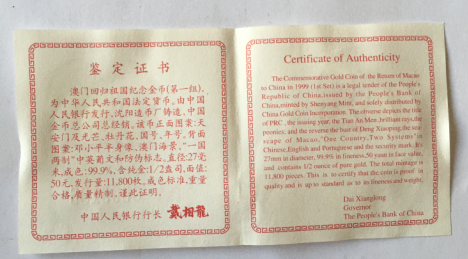 鉴定证书
澳门回归祖国纪念金币(第一组),
为中华人民共和国法定货币。由中国
人民银行发行,沈阳造币厂铸造,中国
金币总公司总经销。该币正面图案:天
安门及光芒、牡丹花、国号、年号。背面
图案:邓小平半身像、澳门海景、"一国
两制"中英葡文和防伪标志。直径:27毫
米,成色:99.9%,含纯金:1/2盎司,面值:
50元,发行量:11,800枚。成色标准,重量
合格,质量精制。谨此证明。
中国人民银行行长 戴相龍
Certificate of Authenticity
The Commemorative Gold Coin of the Return of Macao
to China in 1999 (1st Set) is a legal tender of the People's
Republic of China,issued by the People's Bank of
China,minted by Shenyang Mint, and solely distributed by
China Gold Coin Incorporation. The obverse depicts the title
of PRC , the issuing year, the Tian An Men,brillian rays,the
peonies; and the reverse the bust of Deng Xiaoping,the sea
scape of Macao,"One Country,Two Systems"in
Chinese,English and Portuguese and the security mark. It's
27mm in diameter, 99.9% in fineness,50 yuan in face value,
and contains 1/2 ounce of pure gold. The total mintage is
11,800 pieces. This is to certify that the coin is proof in
quality and is up to standard as to its fineness and weight.
Dai Xianglong
Governor
The People's Bank of China